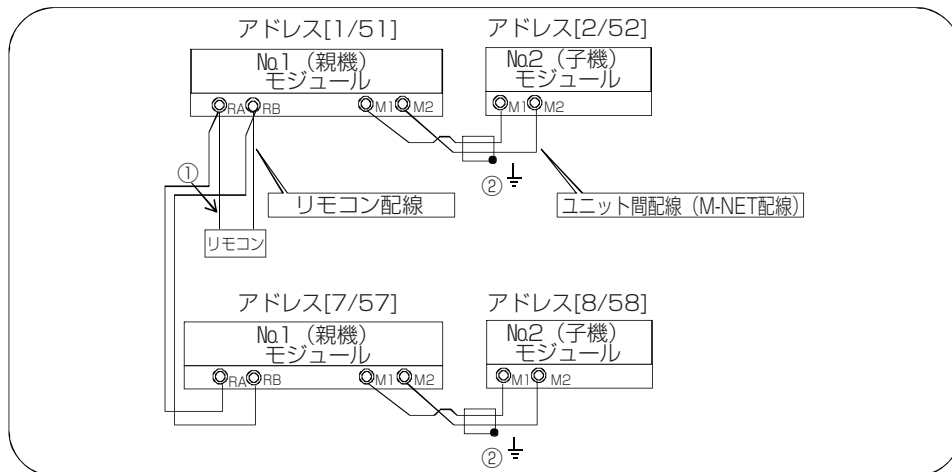 アドレス[1/51]
アドレス[2/52]
No.1（親機）
モジュール
No.2（子機）
モジュール
RA RB M1 M2
M1 M2
①
②
リモコン配線
ユニット間配線（M-NET配線）
リモコン
アドレス[7/57]
アドレス[8/58]
No.1（親機）
モジュール
No.2（子機）
モジュール
RA RB M1 M2
M1 M2
②